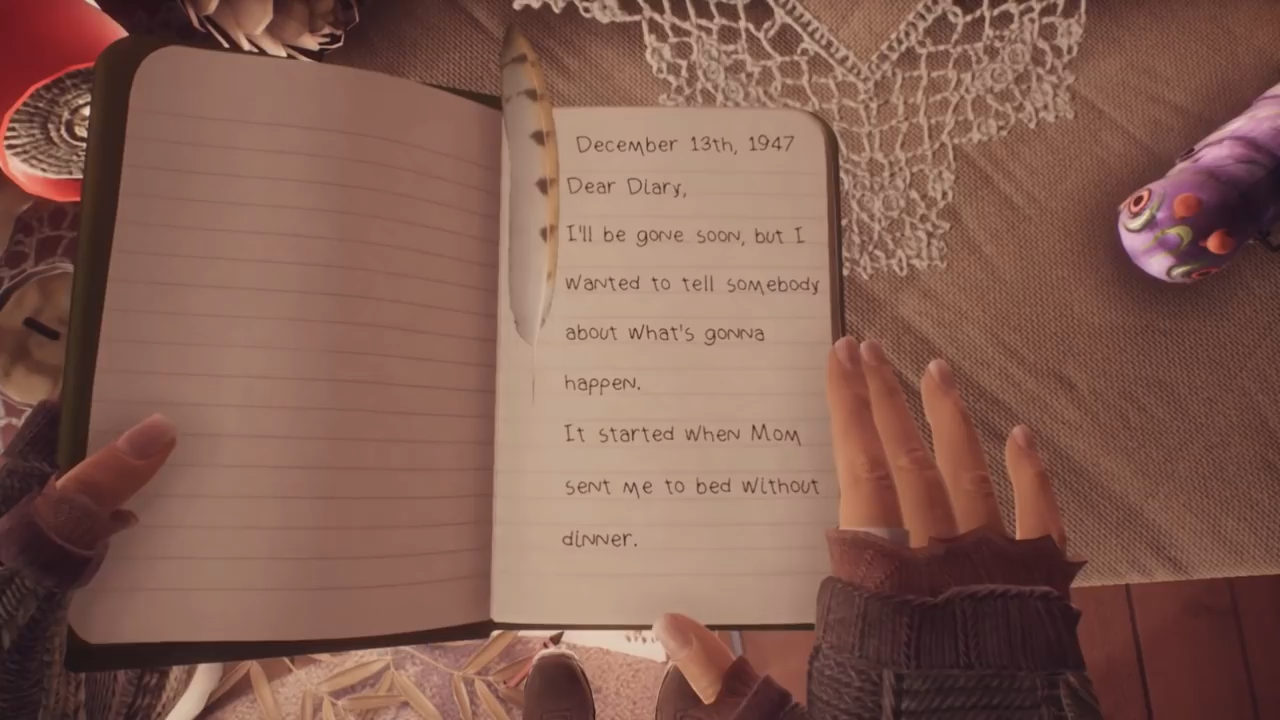 December 13th, 1947
Dear Diary,
I'll be gone soon, but I
wanted to tell somebody
about what's gonna
happen.
It started when Mom
sent me to bed without
dinner.